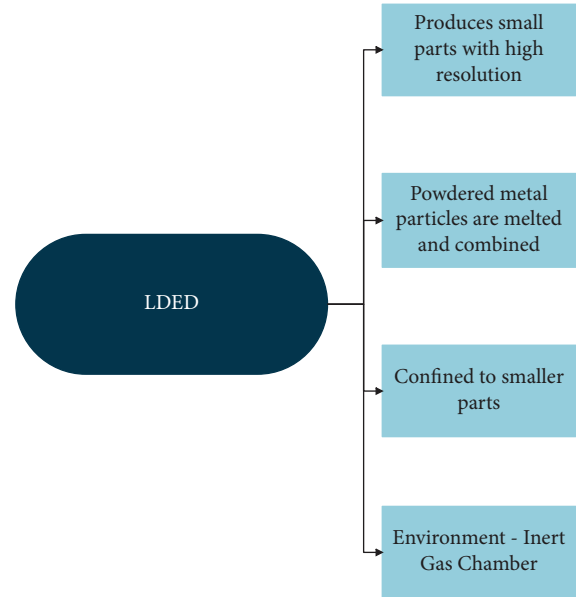 Produces small
parts with high
resolution
Powdered metal
particles are melted
and combined
LDED
Confined to smaller
parts
Environment - Inert
Gas Chamber